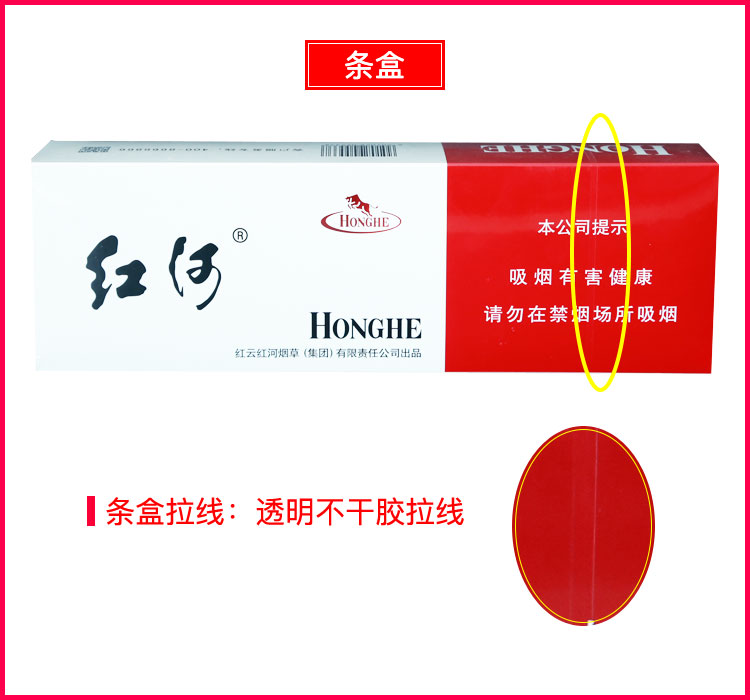 条盒
HONGHE
HONGHE
红河®
本公司提示
吸烟有害健康
请勿在禁烟场所吸烟
HONGHE
红云红河烟草(集团)有限责任公司出品
条盒拉线：透明不干胶拉线